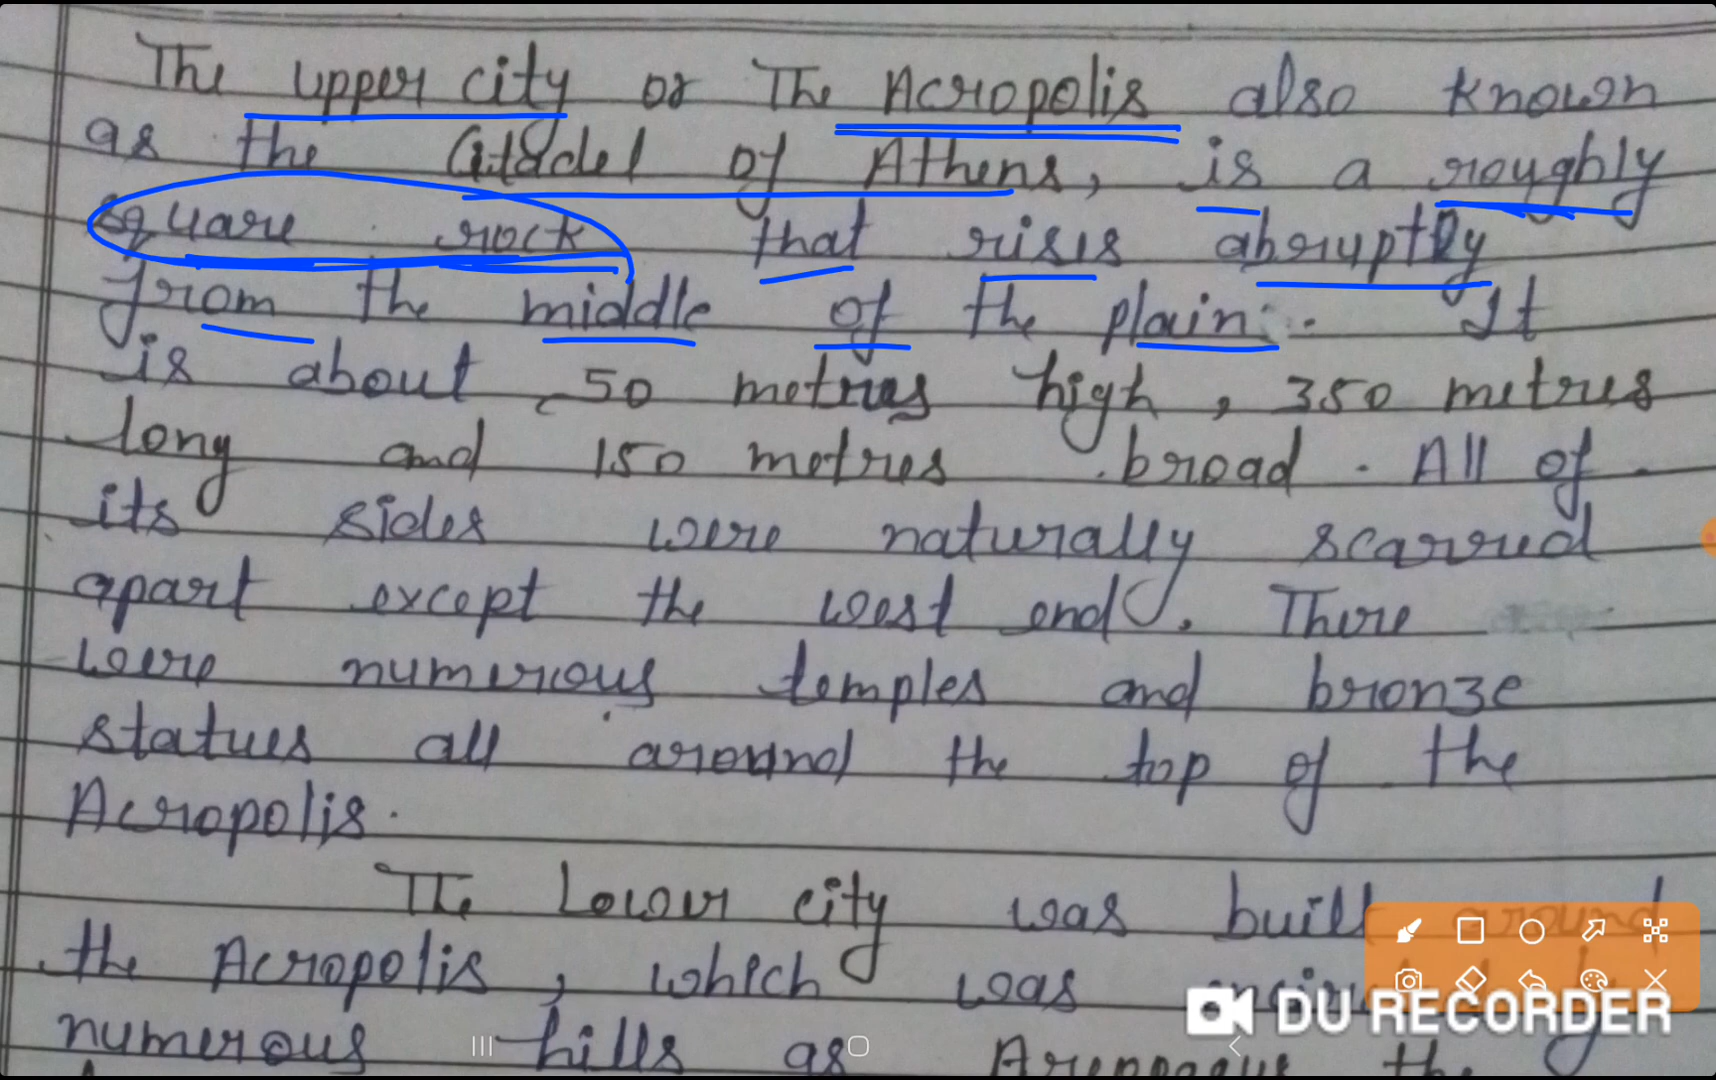 The upper city or The Acropolis also known
as the Citadel of Athens, is a roughly
square rock that rises abruptly
from the middle of the plain. It
is about 50 metres high, 350 metres
long and 150 metres broad. All of
its sides were naturally scarred
apart except the west end. There
were numerous temples and bronze
statues all around the top of the
Acropolis.
The Lower city was built around
the Acropolis, which was
numerous hills as Areopagus the
DU RECORDER